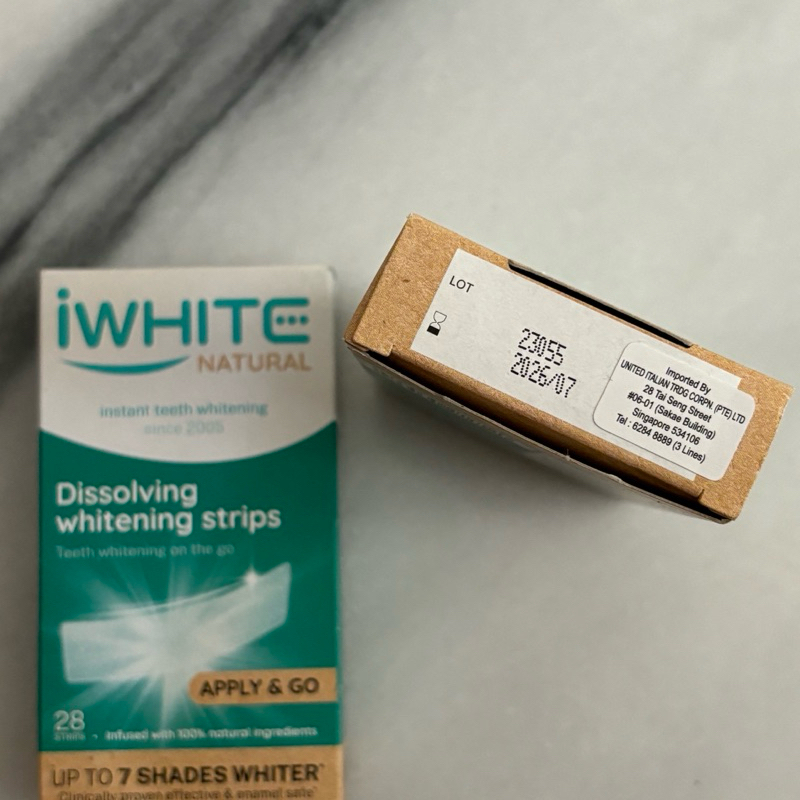 iWHITE
NATURAL
instant teeth whitening
since 2005
Dissolving
whitening strips
Teeth whitening on the go
APPLY & GO
28
STRIPS • Infused with 100% natural ingredients
UP TO 7 SHADES WHITER*
Clinically proven effective & enamel safe*
LOT
23055
2026/07
Imported By
UNITED ITALIAN TRDG CORPN. (PTE) LTD
28 Tai Seng Street
#06-01 (Sakae Building)
Singapore 534106
Tel : 6284 8889 (3 Lines)